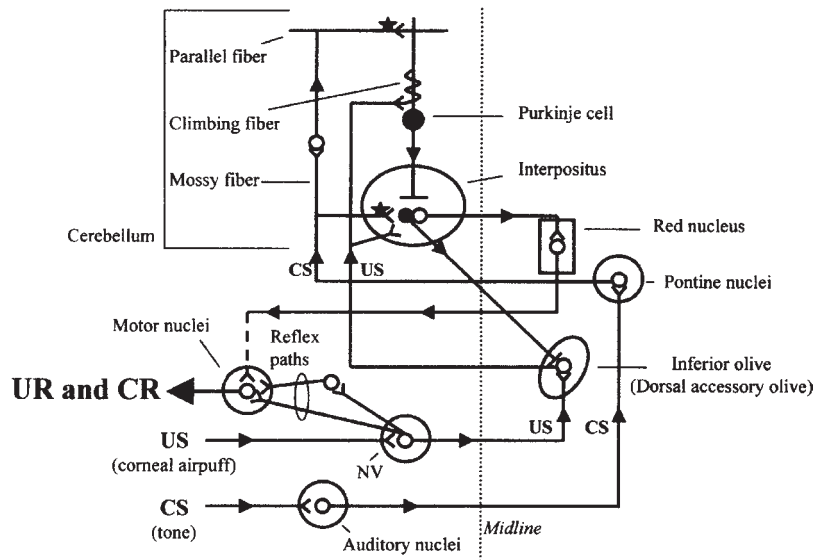 Parallel fiber
Climbing fiber
Purkinje cell
Mossy fiber
Interpositus
Cerebellum
Red nucleus
CS
US
Pontine nuclei
Motor nuclei
Reflex
paths
UR and CR
Inferior olive
(Dorsal accessory olive)
US
CS
US
(corneal airpuff)
NV
CS
(tone)
Auditory nuclei
Midline